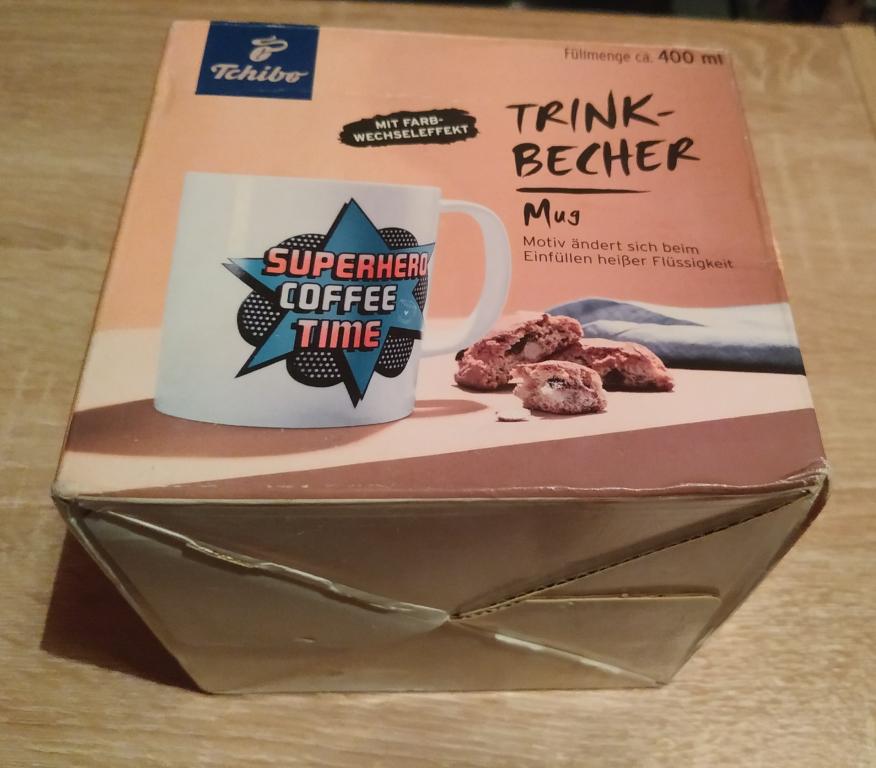 Tchibo
Füllmenge ca. 400 ml
MIT FARB-
WECHSELEFFEKT
TRINK-
BECHER
Mug
Motiv ändert sich beim
Einfüllen heißer Flüssigkeit
SUPERHERO
COFFEE
TIME